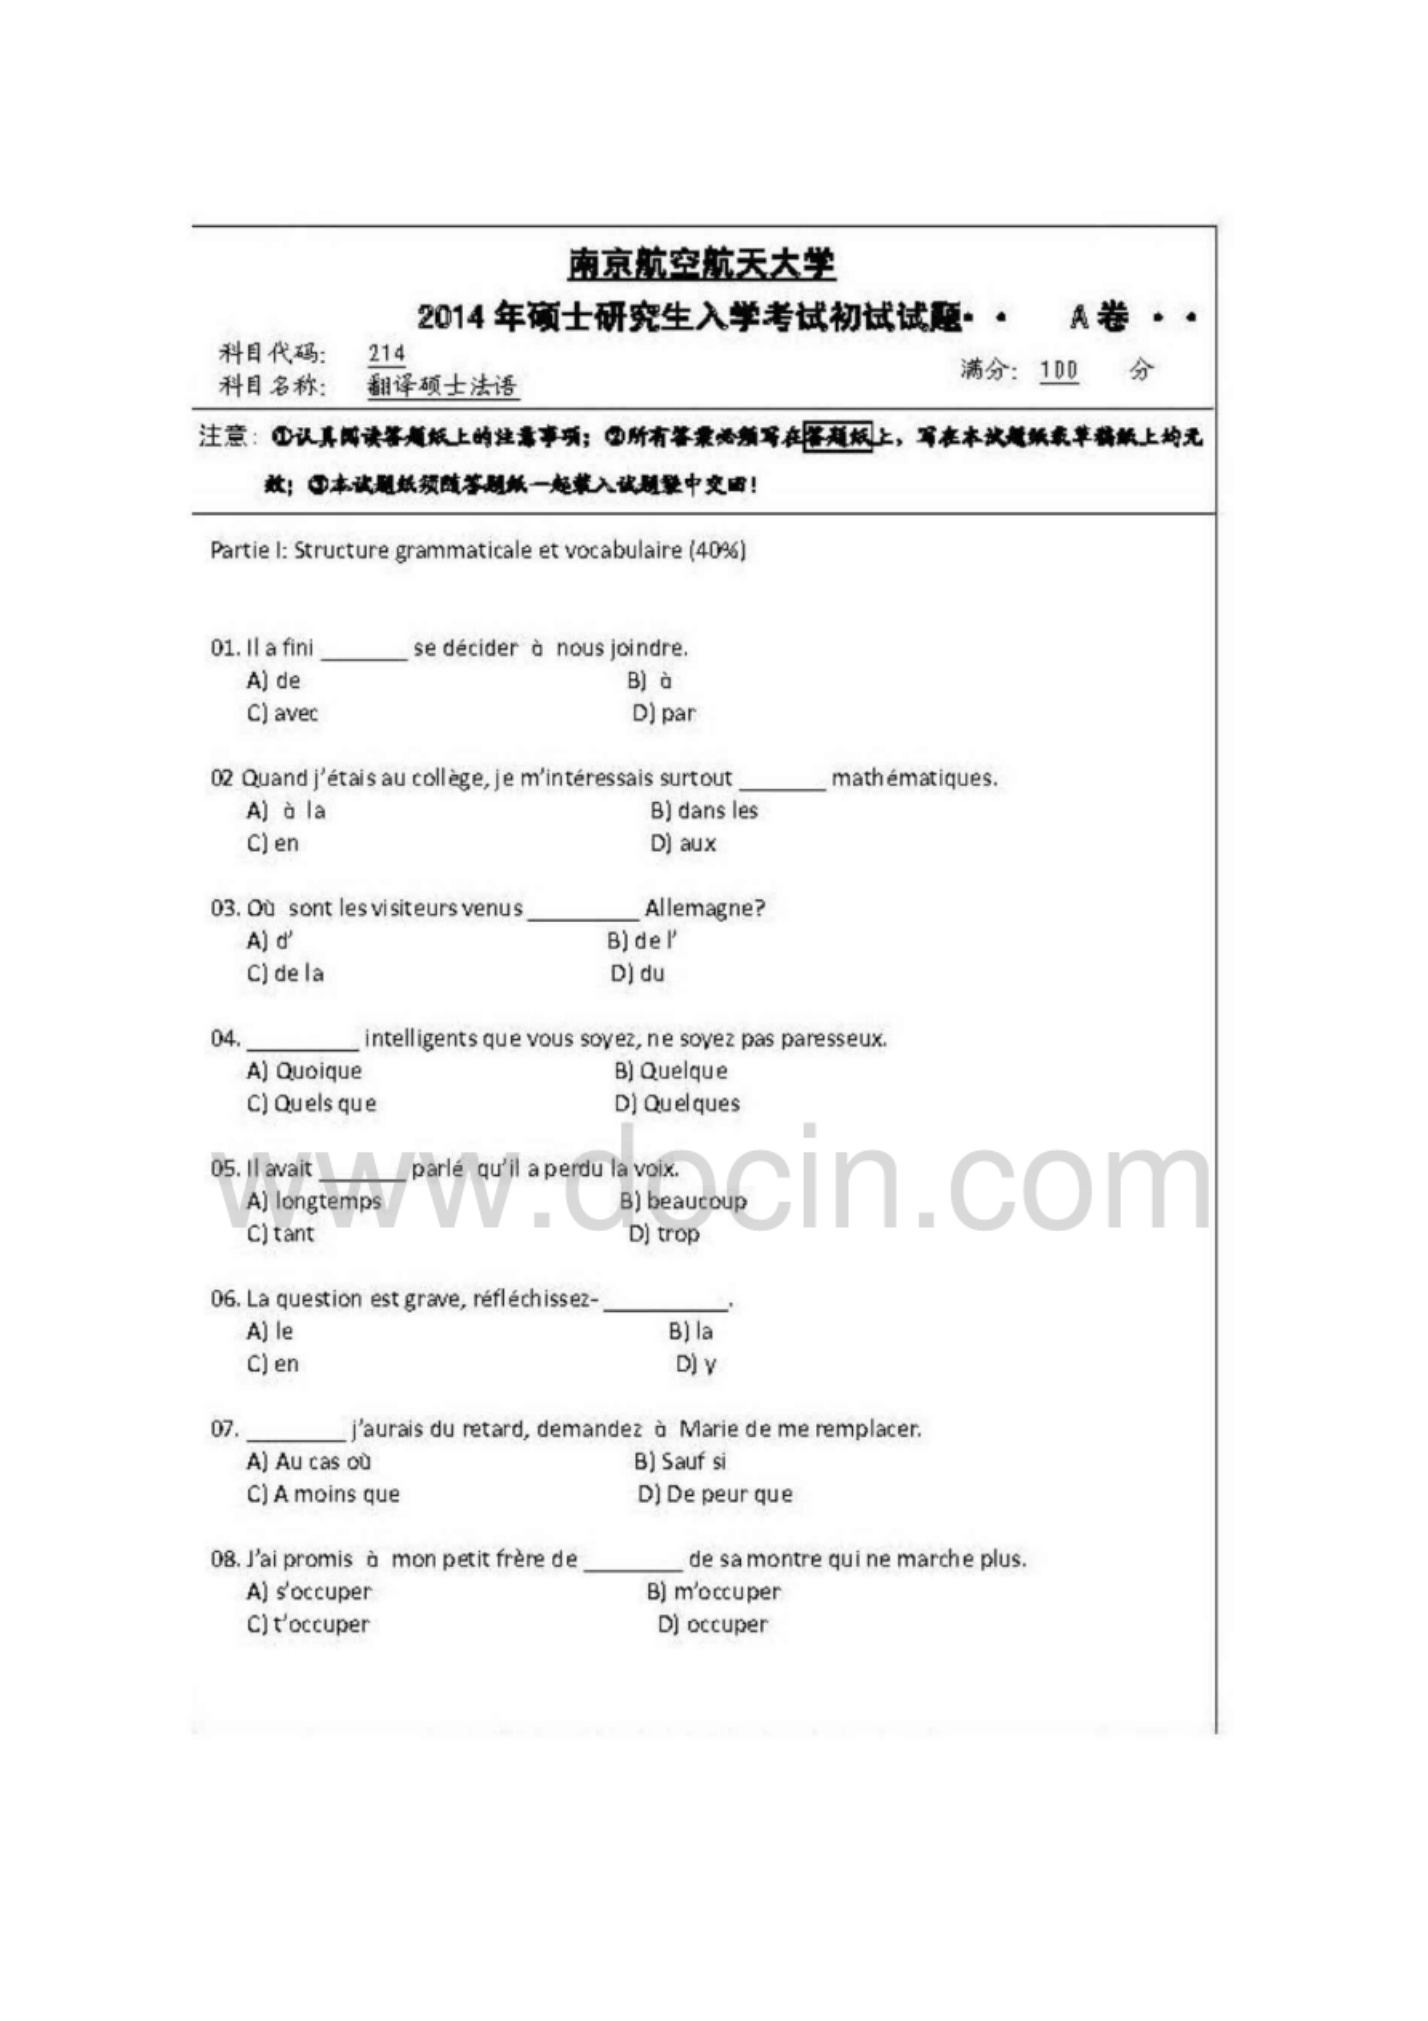 南京航空航天大学
2014 年硕士研究生入学考试初试试题·· A 卷 ··
科目代码: 214
满分: 100 分
科目名称: 翻译硕士法语
注意: ①认真阅读答题纸上的注意事项；②所有答案必须写在答题纸上，写在本试题纸或草稿纸上均无
效；③本试题纸须随答题纸一起装入试题袋中交回！
Partie I: Structure grammaticale et vocabulaire (40%)
01. Il a fini _______ se décider à nous joindre.
A) de B) à
C) avec D) par
02 Quand j’étais au collège, je m’intéressais surtout _______ mathématiques.
A) à la B) dans les
C) en D) aux
03. Où sont les visiteurs venus _________ Allemagne?
A) d’ B) de l’
C) de la D) du
04. _________ intelligents que vous soyez, ne soyez pas paresseux.
A) Quoique B) Quelque
C) Quels que D) Quelques
05. Il avait _______ parlé qu’il a perdu la voix.
A) longtemps B) beaucoup
C) tant D) trop
06. La question est grave, réfléchissez- __________.
A) le B) la
C) en D) y
07. ________ j’aurais du retard, demandez à Marie de me remplacer.
A) Au cas où B) Sauf si
C) A moins que D) De peur que
08. J’ai promis à mon petit frère de ________ de sa montre qui ne marche plus.
A) s’occuper B) m’occuper
C) t’occuper D) occuper
www.docin.com